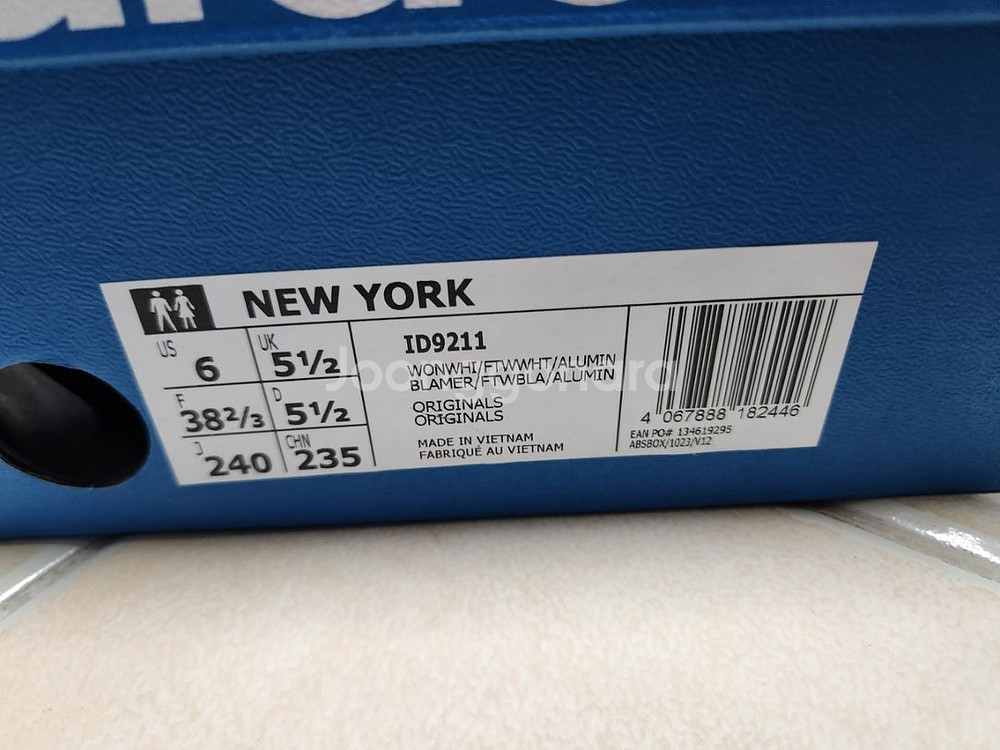 NEW YORK
US 6 UK 5½
F 38⅔ D 5½
J 240 CHN 235
ID9211
WONWHI/FTWWHT/ALUMIN
BLAMER/FTWBLA/ALUMIN
ORIGINALS
ORIGINALS
MADE IN VIETNAM
FABRIQUÉ AU VIETNAM
4 067888 182446
EAN PO# 134619295
ABSBOX/1023/V12
Joonggonara